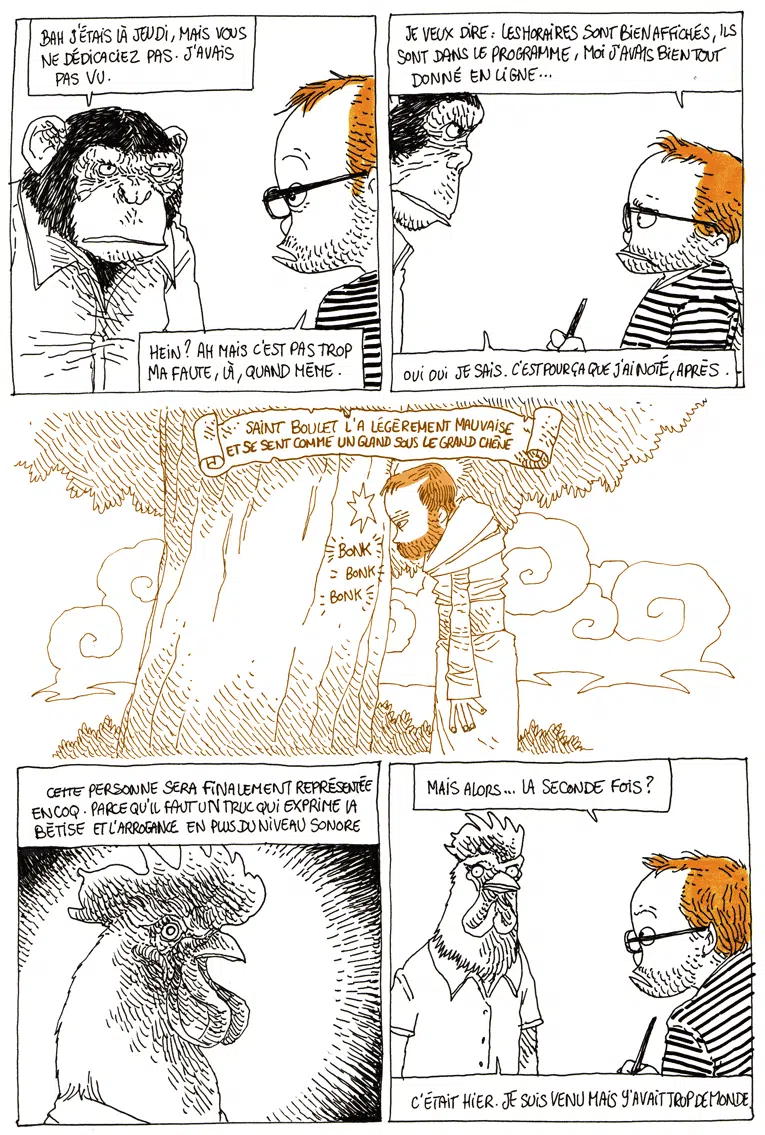 BAH J'ÉTAIS LÀ JEUDI, MAIS VOUS
NE DÉDICACIEZ PAS. J'AVAIS
PAS VU.
HEIN? AH MAIS C'EST PAS TROP
MA FAUTE, LÀ, QUAND MÊME.
JE VEUX DIRE : LES HORAIRES SONT BIEN AFFICHÉS, ILS
SONT DANS LE PROGRAMME, MOI J'AVAIS BIEN TOUT
DONNÉ EN LIGNE...
OUI OUI JE SAIS. C'EST POUR ÇA QUE J'AI NOTÉ, APRÈS.
SAINT BOULET L'A LÉGÈREMENT MAUVAISE
ET SE SENT COMME UN GLAND SOUS LE GRAND CHÊNE
BONK
BONK
BONK
CETTE PERSONNE SERA FINALEMENT REPRÉSENTÉE
EN COQ. PARCE QU'IL FAUT UN TRUC QUI EXPRIME LA
BÊTISE ET L'ARROGANCE EN PLUS DU NIVEAU SONORE
MAIS ALORS... LA SECONDE FOIS?
C'ÉTAIT HIER. JE SUIS VENU MAIS Y'AVAIT TROP DE MONDE